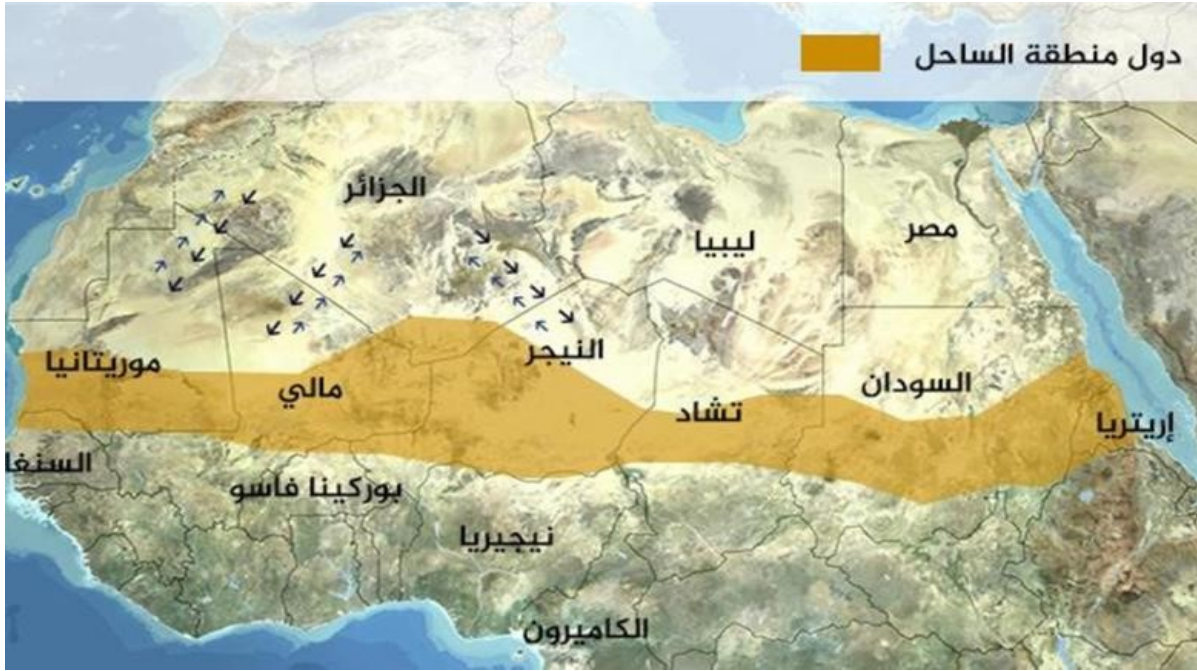 دول منطقة الساحل
الجزائر
ليبيا
مصر
النيجر
موريتانيا
مالي
السودان
تشاد
إريتريا
السنغا
بوركينا فاسو
نيجيريا
الكاميرون